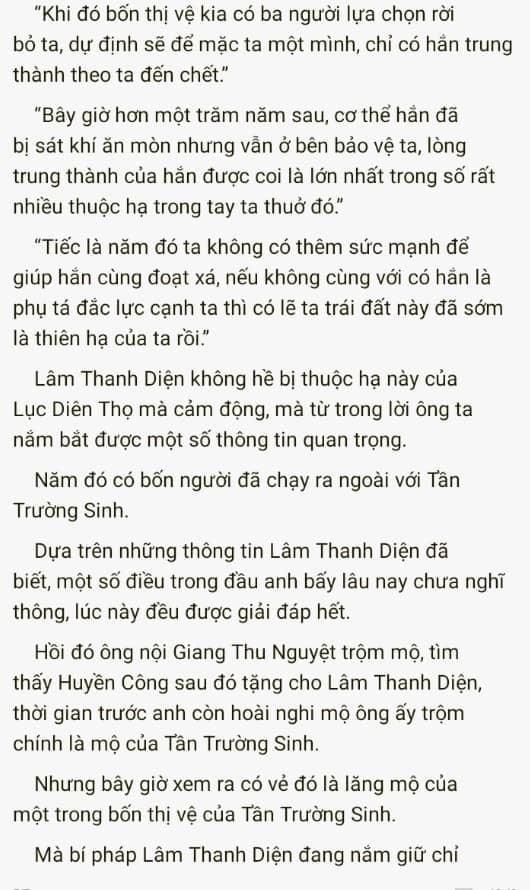 “Khi đó bốn thị vệ kia có ba người lựa chọn rời
bỏ ta, dự định sẽ để mặc ta một mình, chỉ có hắn trung
thành theo ta đến chết.”
“Bây giờ hơn một trăm năm sau, cơ thể hắn đã
bị sát khí ăn mòn nhưng vẫn ở bên bảo vệ ta, lòng
trung thành của hắn được coi là lớn nhất trong số rất
nhiều thuộc hạ trong tay ta thuở đó.”
“Tiếc là năm đó ta không có thêm sức mạnh để
giúp hắn cùng đoạt xá, nếu không cùng với có hắn là
phụ tá đắc lực cạnh ta thì có lẽ ta trái đất này đã sớm
là thiên hạ của ta rồi.”
Lâm Thanh Diện không hề bị thuộc hạ này của
Lục Diên Thọ mà cảm động, mà từ trong lời ông ta
nắm bắt được một số thông tin quan trọng.
Năm đó có bốn người đã chạy ra ngoài với Tần
Trường Sinh.
Dựa trên những thông tin Lâm Thanh Diện đã
biết, một số điều trong đầu anh bấy lâu nay chưa nghĩ
thông, lúc này đều được giải đáp hết.
Hồi đó ông nội Giang Thu Nguyệt trộm mộ, tìm
thấy Huyền Công sau đó tặng cho Lâm Thanh Diện,
thời gian trước anh còn hoài nghi mộ ông ấy trộm
chính là mộ của Tần Trường Sinh.
Nhưng bây giờ xem ra có vẻ đó là lăng mộ của
một trong bốn thị vệ của Tần Trường Sinh.
Mà bí pháp Lâm Thanh Diện đang nắm giữ chỉ